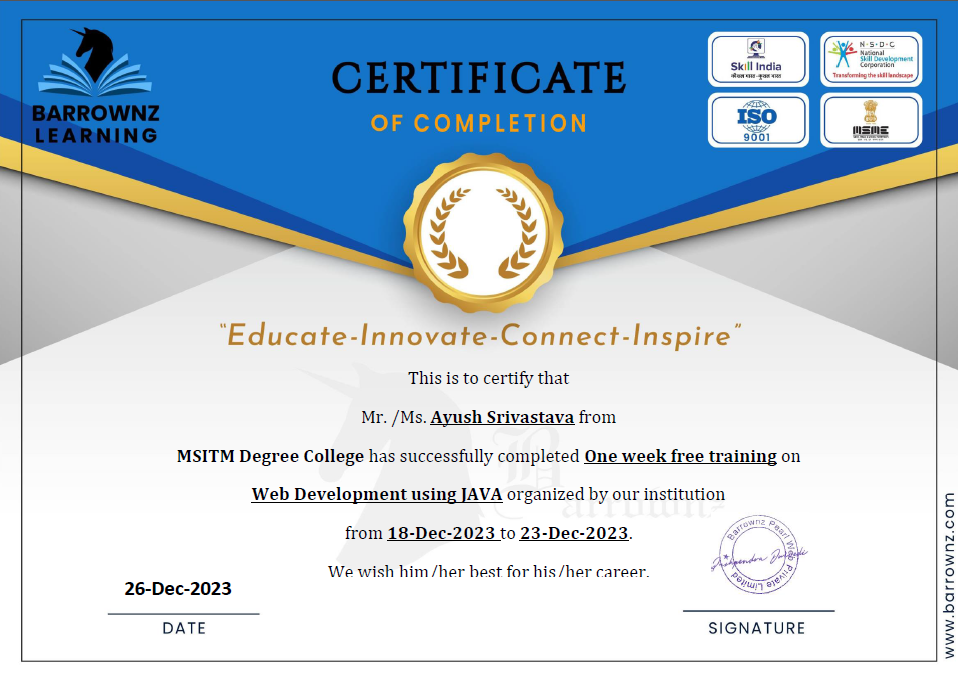 BARROWNZ
LEARNING
CERTIFICATE
OF COMPLETION
Skill India
कौशल भारत - कुशल भारत
N·S·D·C
National
Skill Development
Corporation
Transforming the skill landscape
ISO
9001
MSME
“Educate-Innovate-Connect-Inspire”
This is to certify that
Mr. /Ms. Ayush Srivastava from
MSITM Degree College has successfully completed One week free training on
Web Development using JAVA organized by our institution
from 18-Dec-2023 to 23-Dec-2023.
We wish him/her best for his/her career.
Barrownz
26-Dec-2023
DATE
Barrownz Pearl Web Private Limited
SIGNATURE
www.barrownz.com